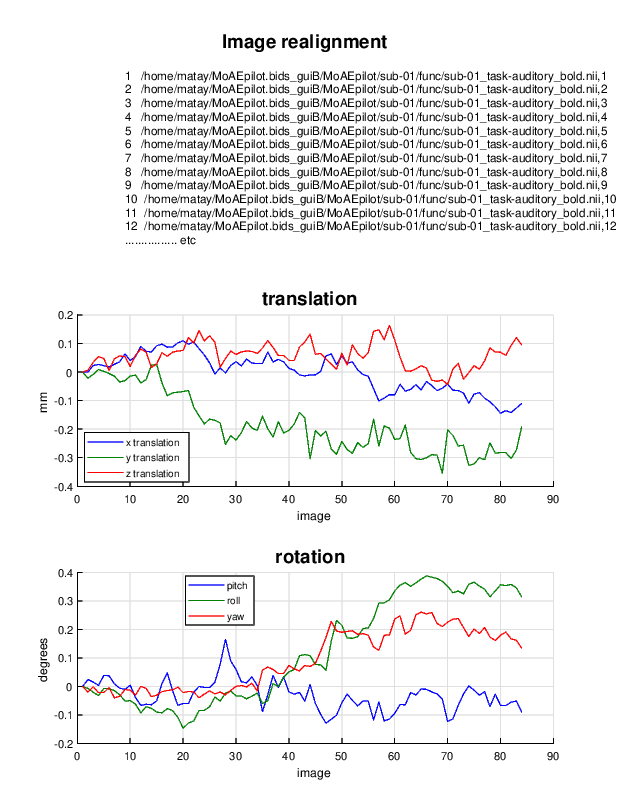 Image realignment
1 /home/matay/MoAEpilot.bids_guiB/MoAEpilot/sub-01/func/sub-01_task-auditory_bold.nii,1
2 /home/matay/MoAEpilot.bids_guiB/MoAEpilot/sub-01/func/sub-01_task-auditory_bold.nii,2
3 /home/matay/MoAEpilot.bids_guiB/MoAEpilot/sub-01/func/sub-01_task-auditory_bold.nii,3
4 /home/matay/MoAEpilot.bids_guiB/MoAEpilot/sub-01/func/sub-01_task-auditory_bold.nii,4
5 /home/matay/MoAEpilot.bids_guiB/MoAEpilot/sub-01/func/sub-01_task-auditory_bold.nii,5
6 /home/matay/MoAEpilot.bids_guiB/MoAEpilot/sub-01/func/sub-01_task-auditory_bold.nii,6
7 /home/matay/MoAEpilot.bids_guiB/MoAEpilot/sub-01/func/sub-01_task-auditory_bold.nii,7
8 /home/matay/MoAEpilot.bids_guiB/MoAEpilot/sub-01/func/sub-01_task-auditory_bold.nii,8
9 /home/matay/MoAEpilot.bids_guiB/MoAEpilot/sub-01/func/sub-01_task-auditory_bold.nii,9
10 /home/matay/MoAEpilot.bids_guiB/MoAEpilot/sub-01/func/sub-01_task-auditory_bold.nii,10
11 /home/matay/MoAEpilot.bids_guiB/MoAEpilot/sub-01/func/sub-01_task-auditory_bold.nii,11
12 /home/matay/MoAEpilot.bids_guiB/MoAEpilot/sub-01/func/sub-01_task-auditory_bold.nii,12
................ etc
translation
0.2
0.1
0
-0.1
-0.2
-0.3
-0.4
mm
x translation
y translation
z translation
0 10 20 30 40 50 60 70 80 90
image
rotation
0.4
0.3
0.2
0.1
0
-0.1
-0.2
degrees
pitch
roll
yaw
0 10 20 30 40 50 60 70 80 90
image